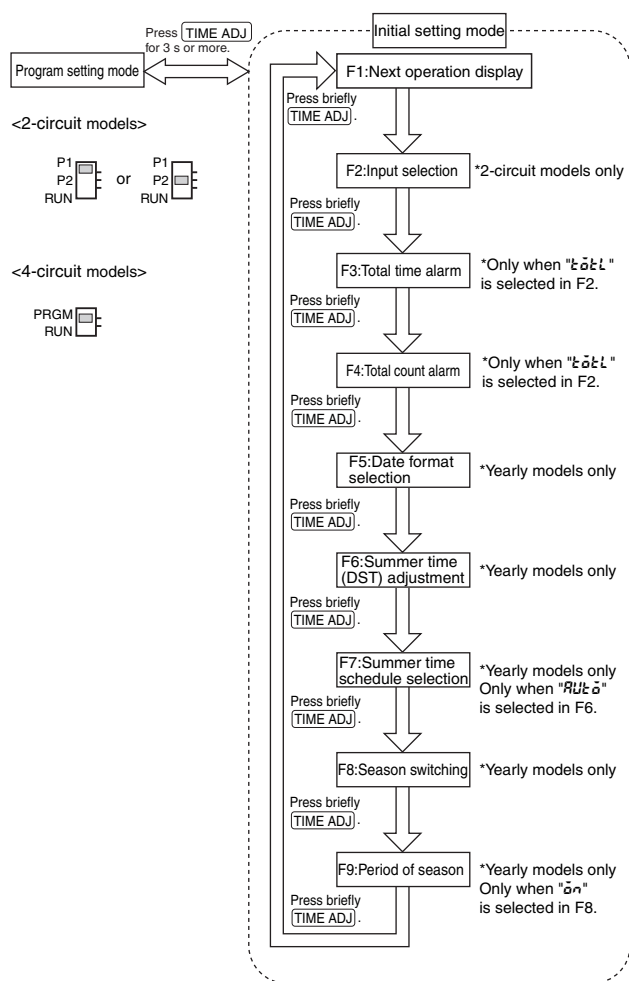 Press TIME ADJ
for 3 s or more.
Initial setting mode
Program setting mode
F1:Next operation display
<2-circuit models>
P1
P2
RUN
or
P1
P2
RUN
<4-circuit models>
PRGM
RUN
Press briefly
TIME ADJ.
F2:Input selection
*2-circuit models only
Press briefly
TIME ADJ.
F3:Total time alarm
*Only when "totL"
is selected in F2.
Press briefly
TIME ADJ.
F4:Total count alarm
*Only when "totL"
is selected in F2.
Press briefly
TIME ADJ.
F5:Date format
selection
*Yearly models only
Press briefly
TIME ADJ.
F6:Summer time
(DST) adjustment
*Yearly models only
Press briefly
TIME ADJ.
F7:Summer time
schedule selection
*Yearly models only
Only when "AUto"
is selected in F6.
Press briefly
TIME ADJ.
F8:Season switching
*Yearly models only
Press briefly
TIME ADJ.
F9:Period of season
*Yearly models only
Only when "on"
is selected in F8.
Press briefly
TIME ADJ.